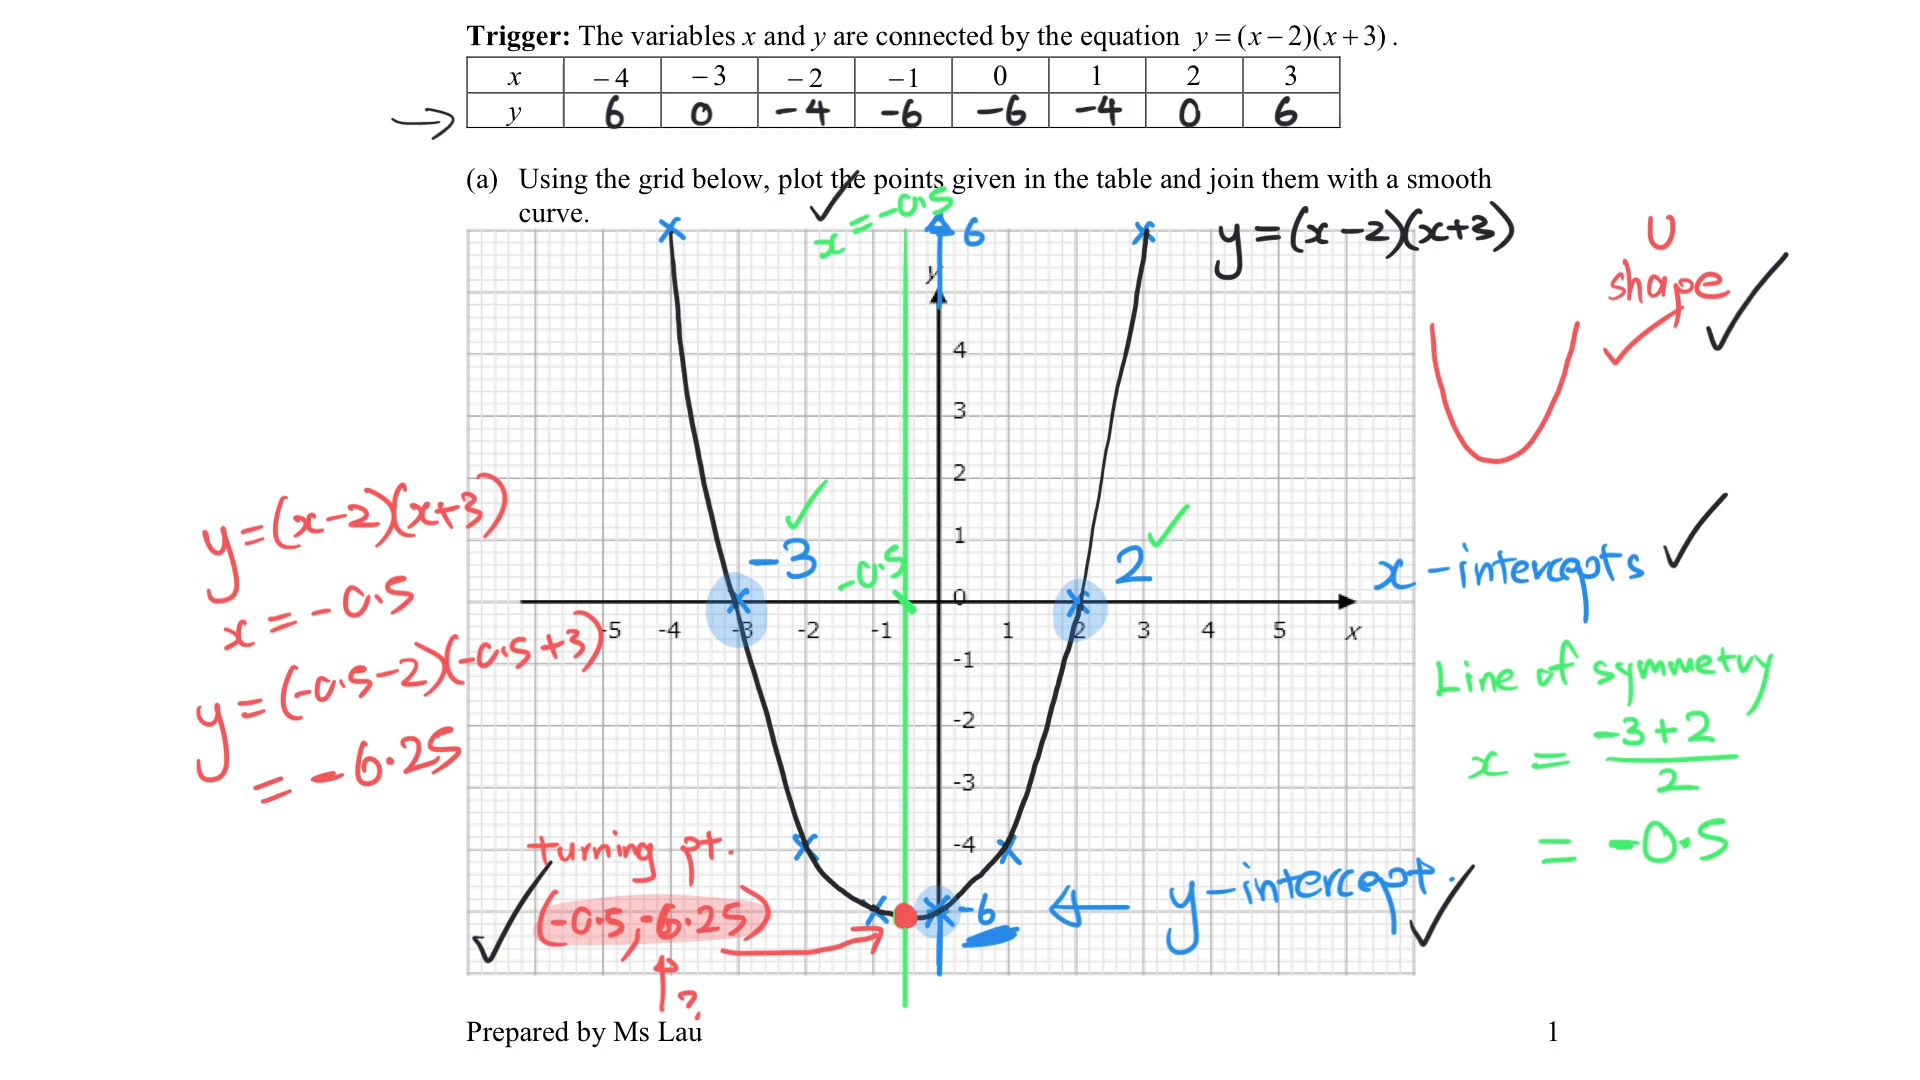 Trigger: The variables x and y are connected by the equation y = (x − 2)(x + 3) .
x −4 −3 −2 −1 0 1 2 3
y 6 0 −4 −6 −6 −4 0 6
(a) Using the grid below, plot the points given in the table and join them with a smooth
curve.
x = -0.5
6
y = (x-2)(x+3)
U
shape
y
4
3
2
1
0
-5 -4 -3 -2 -1 1 2 3 4 5 x
-1
-2
-3
-4
-3
-0.5
2
x-intercepts
y = (x-2)(x+3)
x = -0.5
y = (-0.5-2)(-0.5+3)
= -6.25
Line of symmetry
x = -3+2
2
= -0.5
turning pt.
(-0.5, -6.25)
?
-6
y-intercept.
Prepared by Ms Lau 1